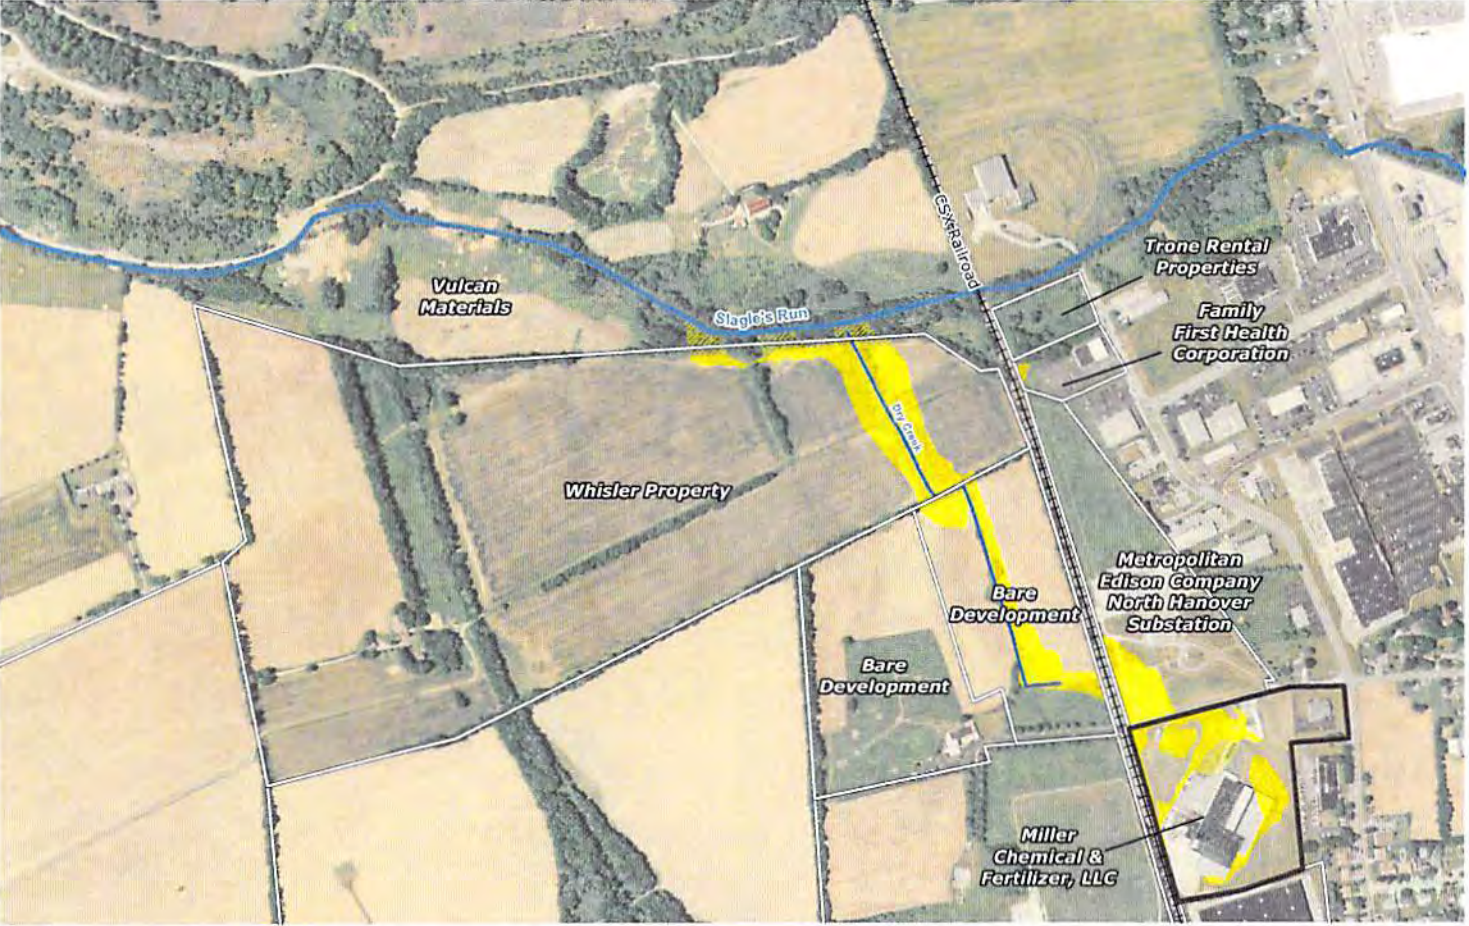 CSX Railroad
Trone Rental
Properties
Vulcan
Materials
Slagle's Run
Family
First Health
Corporation
Dry Creek
Whisler Property
Metropolitan
Edison Company
North Hanover
Substation
Bare
Development
Bare
Development
Miller
Chemical &
Fertilizer, LLC